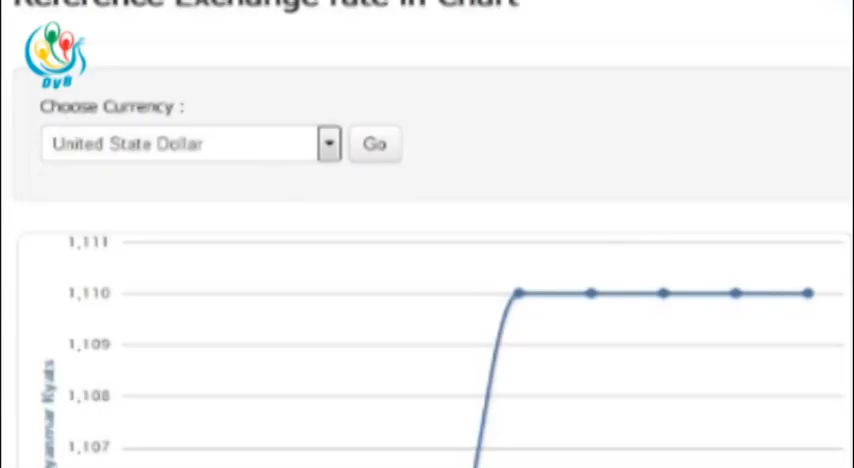 Reference Exchange rate in Chart
DVB
Choose Currency :
United State Dollar
Go
1,111
1,110
1,109
1,108
1,107
yanmar Kyats